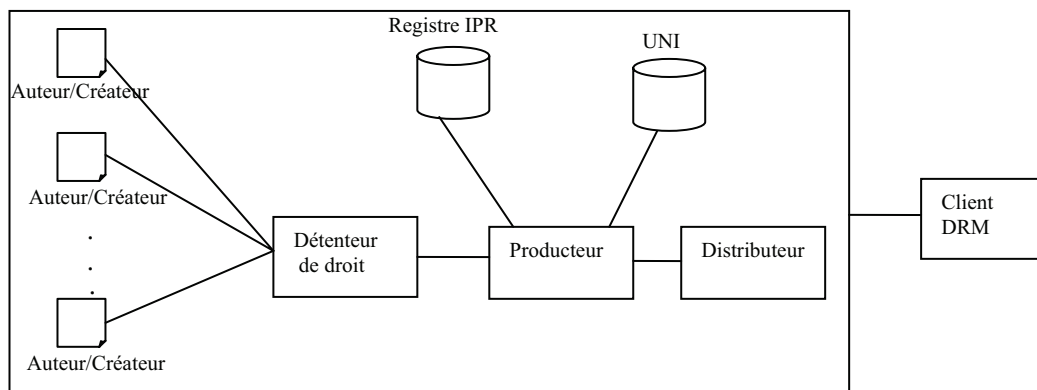 Registre IPR
UNI
Auteur/Créateur
Auteur/Créateur
Détenteur
de droit
Producteur
Distributeur
Client
DRM
Auteur/Créateur